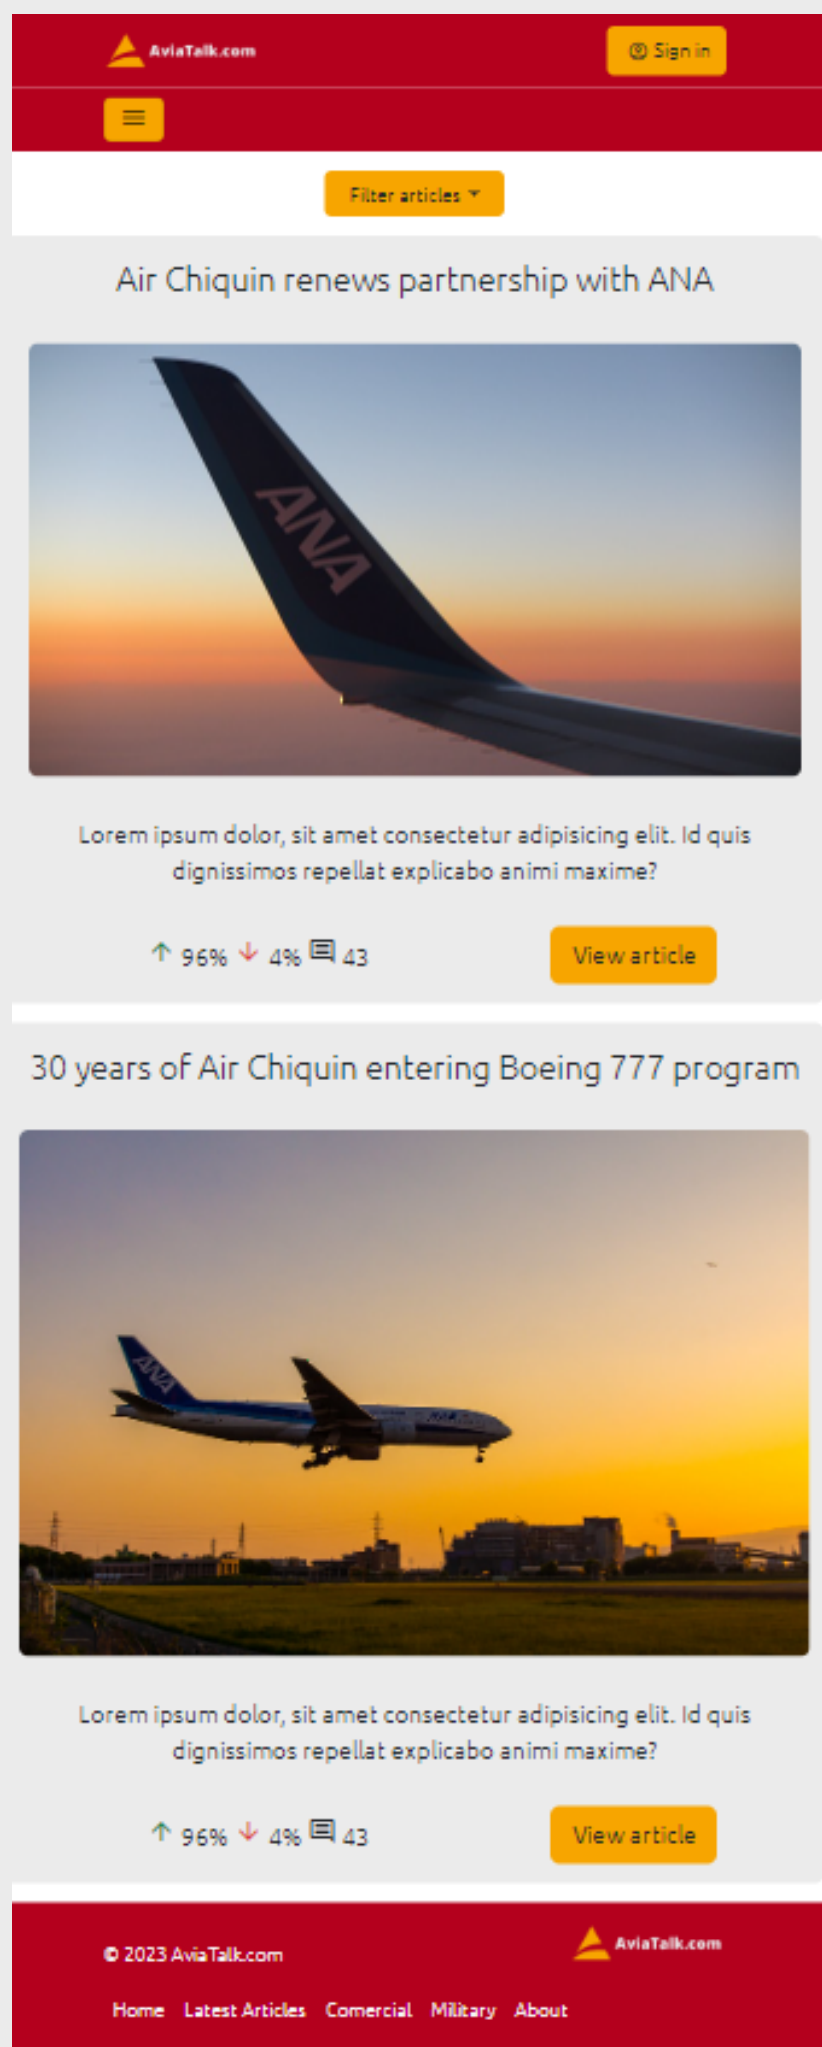 AviaTalk.com
Sign in
Filter articles
Air Chiquin renews partnership with ANA
ANA
Lorem ipsum dolor, sit amet consectetur adipisicing elit. Id quis
dignissimos repellat explicabo animi maxime?
96% 4% 43
View article
30 years of Air Chiquin entering Boeing 777 program
ANA
Lorem ipsum dolor, sit amet consectetur adipisicing elit. Id quis
dignissimos repellat explicabo animi maxime?
96% 4% 43
View article
© 2023 AviaTalk.com
AviaTalk.com
Home Latest Articles Comercial Military About